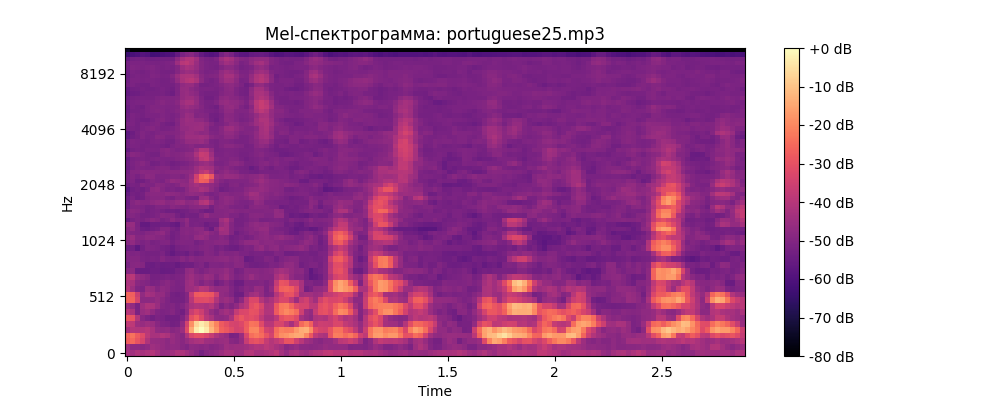 Mel-спектрограмма: portuguese25.mp3
8192
4096
2048
1024
512
0
Hz
0
0.5
1
1.5
2
2.5
Time
+0 dB
-10 dB
-20 dB
-30 dB
-40 dB
-50 dB
-60 dB
-70 dB
-80 dB